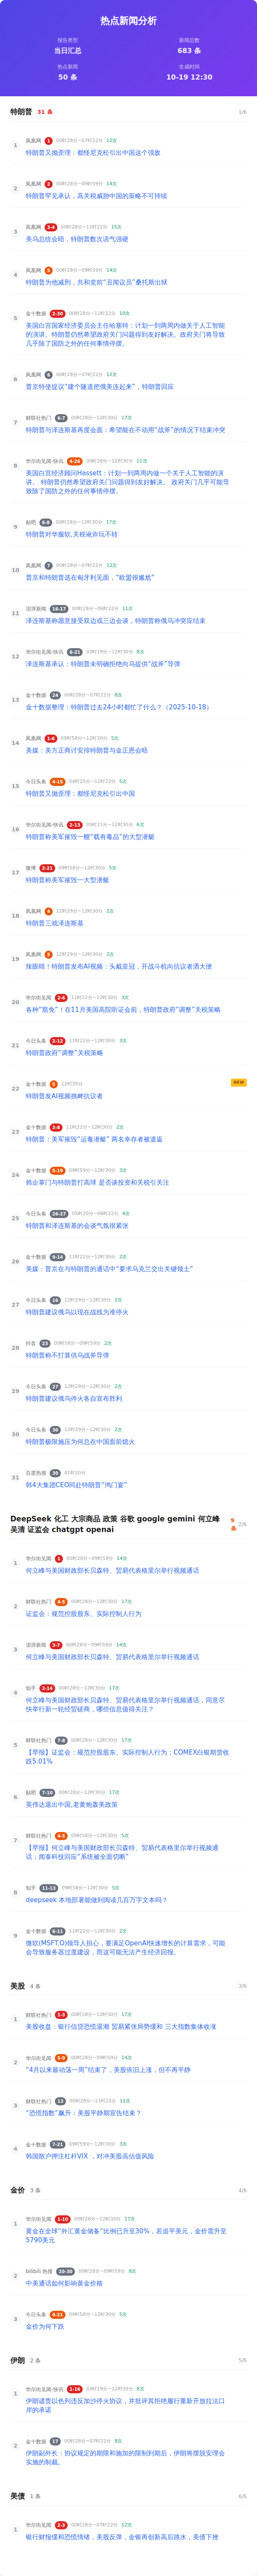 热点新闻分析
报告类型
当日汇总
新闻总数
683 条
热点新闻
50 条
生成时间
10-19 12:30
特朗普 31 条 1/6
1
凤凰网 1 00时28分~07时22分 12次
特朗普又抛歪理：都怪尼克松引出中国这个强敌
2
凤凰网 2 00时28分~09时59分 14次
特朗普罕见承认，高关税威胁中国的策略不可持续
3
凤凰网 3-4 00时28分~11时22分 15次
美乌总统会晤，特朗普数次语气强硬
4
凤凰网 5 00时28分~09时59分 14次
特朗普为他减刑，共和党前“丑闻议员”桑托斯出狱
5
金十数据 2-30 00时28分~11时22分 10次
美国白宫国家经济委员会主任哈塞特：计划一到两周内做关于人工智能
的演讲。特朗普仍然希望政府关门问题得到友好解决。政府关门将导致
几乎除了国防之外的任何事情停摆。
6
凤凰网 6 00时28分~07时22分 12次
普京特使提议“建个隧道把俄美连起来”，特朗普回应
7
财联社热门 6-7 00时28分~12时30分 17次
特朗普与泽连斯基再度会面：希望能在不动用“战斧”的情况下结束冲突
8
华尔街见闻-快讯 4-26 00时28分~12时30分 11次
美国白宫经济顾问Hassett：计划一到两周内做一个关于人工智能的演
讲。 特朗普仍然希望政府关门问题得到友好解决。 政府关门几乎可能导
致除了国防之外的任何事情停摆。
9
贴吧 6-8 00时28分~12时30分 17次
特朗普对华服软,关税讹诈玩不转
10
凤凰网 7 00时28分~07时22分 12次
普京和特朗普选在匈牙利见面，“欧盟很尴尬”
11
澎湃新闻 16-17 00时28分~06时22分 11次
泽连斯基称愿意接受双边或三边会谈，特朗普称俄乌冲突应结束
12
华尔街见闻-快讯 6-21 03时19分~12时30分 8次
泽连斯基承认：特朗普未明确拒绝向乌提供“战斧”导弹
13
金十数据 24 00时28分~07时22分 8次
金十数据整理：特朗普过去24小时都忙了什么？（2025-10-18）
14
凤凰网 1-6 09时58分~12时30分 5次
美媒：美方正商讨安排特朗普与金正恩会晤
15
今日头条 4-15 04时25分~11时22分 5次
特朗普又抛歪理：都怪尼克松引出中国
16
华尔街见闻-快讯 2-13 05时21分~12时30分 6次
特朗普称美军摧毁一艘“载有毒品”的大型潜艇
17
微博 2-21 09时59分~12时30分 5次
特朗普称美军摧毁一大型潜艇
18
凤凰网 4 12时29分~12时30分 2次
特朗普三戏泽连斯基
19
凤凰网 5 12时29分~12时30分 2次
辣眼睛！特朗普发布AI视频：头戴皇冠，开战斗机向抗议者洒大便
20
华尔街见闻 2-6 11时22分~12时30分 3次
各种“豁免”！在11月美国高院听证会前，特朗普政府“调整”关税策略
21
今日头条 2-12 11时22分~12时30分 3次
特朗普政府“调整”关税策略
22
金十数据 5 12时30分
NEW
特朗普发AI视频挑衅抗议者
23
金十数据 3-8 11时22分~12时30分 2次
特朗普：美军摧毁“运毒潜艇” 两名幸存者被遣返
24
金十数据 5-19 09时59分~12时30分 3次
韩企掌门与特朗普打高球 是否谈投资和关税引关注
25
今日头条 26-27 05时20分~06时22分 4次
特朗普和泽连斯基的会谈气氛很紧张
26
金十数据 9-14 11时22分~12时30分 2次
美媒：普京在与特朗普的通话中“要求乌克兰交出关键领土”
27
今日头条 16 12时29分~12时30分 2次
特朗普建议俄乌以现在战线为准停火
28
抖音 23 09时58分~09时59分 2次
特朗普称不打算供乌战斧导弹
29
今日头条 27 12时29分~12时30分 2次
特朗普建议俄乌停火各自宣布胜利
30
今日头条 30 12时29分~12时30分 2次
特朗普极限施压为何总在中国面前熄火
31
百度热搜 30 01时20分
韩4大集团CEO同赴特朗普“鸿门宴”
DeepSeek 化工 大宗商品 政策 谷歌 google gemini 何立峰 吴清 证监会 chatgpt openai 9 条 2/6
1
华尔街见闻 1 00时28分~09时59分 14次
何立峰与美国财政部长贝森特、贸易代表格里尔举行视频通话
2
财联社热门 4-5 00时28分~12时30分 17次
证监会：规范控股股东、实际控制人行为
3
澎湃新闻 3-7 00时28分~09时59分 14次
何立峰与美国财政部长贝森特、贸易代表格里尔举行视频通话
4
知乎 2-14 00时28分~12时30分 17次
何立峰与美国财政部长贝森特、贸易代表格里尔举行视频通话，同意尽
快举行新一轮经贸磋商，哪些信息值得关注？
5
财联社热门 7-8 00时28分~12时30分 17次
【早报】证监会：规范控股股东、实际控制人行为；COMEX白银期货收
跌5.01%
6
贴吧 7-10 00时28分~12时30分 17次
英伟达退出中国,老黄炮轰美政策
7
财联社热门 4-5 09时58分~12时30分 5次
【早报】何立峰与美国财政部长贝森特、贸易代表格里尔举行视频通
话；闻泰科技回应“系统被全面切断”
8
知乎 11-13 09时58分~12时30分 5次
deepseek 本地部署能做到阅读几百万字文本吗？
9
金十数据 6-11 11时22分~12时30分 2次
微软(MSFT.O)领导人担心，要满足OpenAI快速增长的计算需求，可能
会导致服务器过度建设，而这可能无法产生经济回报。
美股 4 条 3/6
1
财联社热门 1-3 00时28分~12时30分 17次
美股收盘：银行信贷恐慌退潮 贸易紧张局势缓和 三大指数集体收涨
2
华尔街见闻 5-9 00时28分~09时59分 14次
“4月以来最动荡一周”结束了，美股依旧上涨，但不再平静
3
财联社热门 13 00时28分~11时22分 11次
“恐慌指数”飙升：美股平静期宣告结束？
4
金十数据 7-21 09时59分~12时30分 3次
韩国散户押注杠杆VIX ，对冲美股高估值风险
金价 3 条 4/6
1
华尔街见闻 1-10 00时28分~12时30分 17次
黄金在全球“外汇黄金储备”比例已升至30%，若追平美元，金价需升至
5790美元
2
bilibili 热搜 20-30 00时28分~09时59分 8次
中美通话如何影响黄金价格
3
今日头条 4-21 09时58分~12时30分 5次
金价为何下跌
伊朗 2 条 5/6
1
华尔街见闻-快讯 1-16 03时19分~12时30分 8次
伊朗谴责以色列违反加沙停火协议，并批评其拒绝履行重新开放拉法口
岸的承诺
2
金十数据 17 00时28分~07时22分 8次
伊朗副外长：协议规定的期限和施加的限制到期后，伊朗将摆脱安理会
实施的制裁。
美债 1 条 6/6
1
华尔街见闻 2-3 00时28分~07时22分 12次
银行财报缓和恐慌情绪，美股反弹，金银再创新高后跳水，美债下挫